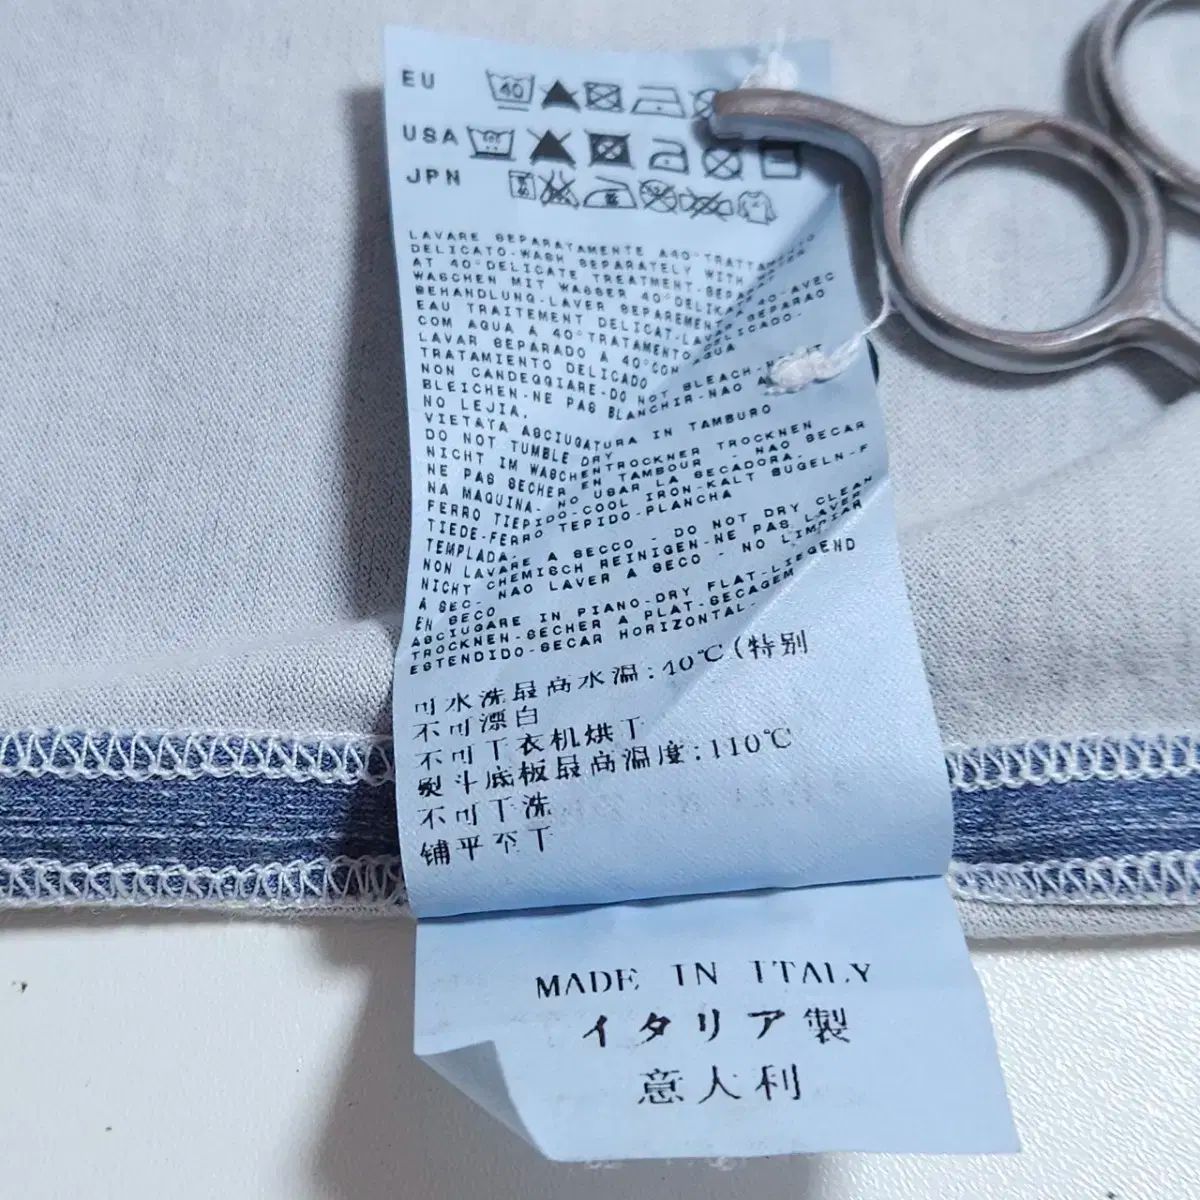 EU
USA
JPN
LAVARE SEPARATAMENTE A40°TRATTAMENTO
DELICATO-WASH SEPARATELY WITH WATER
AT 40°DELICATE TREATMENT-SEPARAT
WASCHEN MIT WASSER 40°DELIKATE
BEHANDLUNG-LAVER SEPAREMENT 40-AVEC
EAU TRAITEMENT DELICAT-LAVAR SEPARAO
COM AQUA A 40°TRATAMENTO DELICADO-
LAVAR SEPARADO A 40°CON AQUA
TRATAMIENTO DELICADO
NON CANDEGGIARE-DO NOT BLEACH-
BLEICHEN-NE PAS BLANCHIR-NAO A
NO LEJIA.
VIETATA ASCIUGATURA IN TAMBURO
DO NOT TUMBLE DRY
NICHT IM WASCHENTROCKNER TROCKNEN
NE PAS SECHER EN TAMBOUR - NAO SECAR
NA MAQUINA- NO USAR LA SECADORA.
FERRO TIEPIDO-COOL IRON-KALT BUGELN-F
TIEDE-FERRO TEPIDO-PLANCHA
TEMPLADA.
NON LAVARE A SECCO - DO NOT DRY CLEAN
NICHT CHEMISCH REINIGEN-NE PAS LAVER
A SEC- NAO LAVER A SECO - NO LIMPIAR
EN SECO
ASCIUGARE IN PIANO-DRY FLAT-LIEGEND
TROCKNEN-SECHER A PLAT-SECAGEM
ESTENDIDO-SECAR HORIZONTAL-
可水洗最高水温:40℃(特别
不可漂白
不可干衣机烘干
熨斗底板最高温度:110℃
不可干洗
铺平至干
MADE IN ITALY
イタリア製
意大利